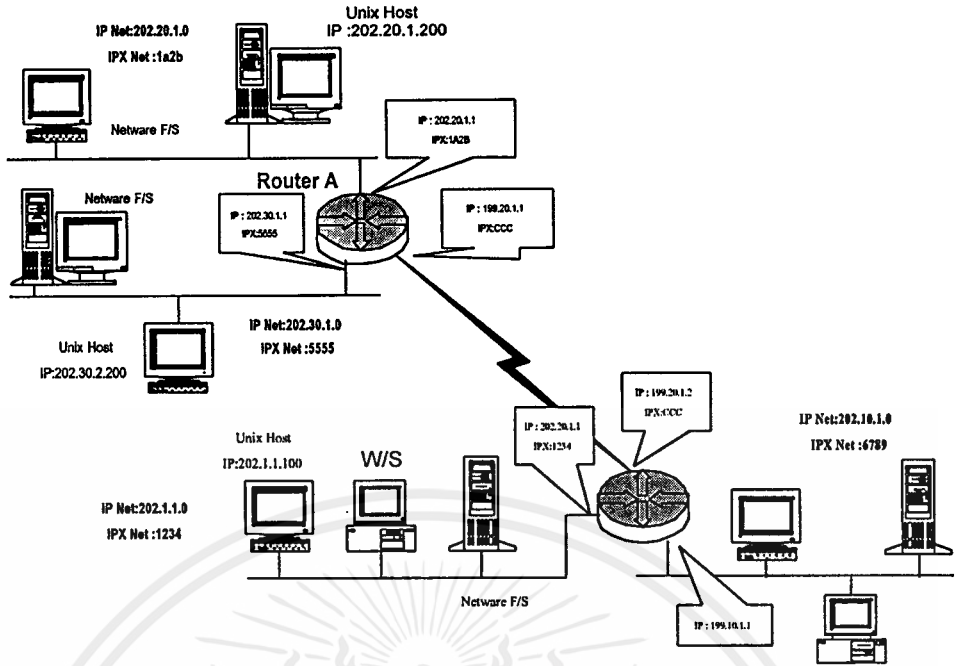 Unix Host
IP :202.20.1.200
IP Net:202.20.1.0
IPX Net :1a2b
Netware F/S
IP : 202.20.1.1
IPX:1A2B
Router A
Netware F/S
IP : 202.30.1.1
IPX:5555
IP : 199.20.1.1
IPX:CCC
IP Net:202.30.1.0
IPX Net :5555
Unix Host
IP:202.30.2.200
IP : 199.20.1.2
IPX:CCC
IP : 202.20.1.1
IPX:1234
IP Net:202.10.1.0
IPX Net :6789
Unix Host
IP:202.1.1.100
W/S
IP Net:202.1.1.0
IPX Net :1234
Netware F/S
IP : 199.10.1.1